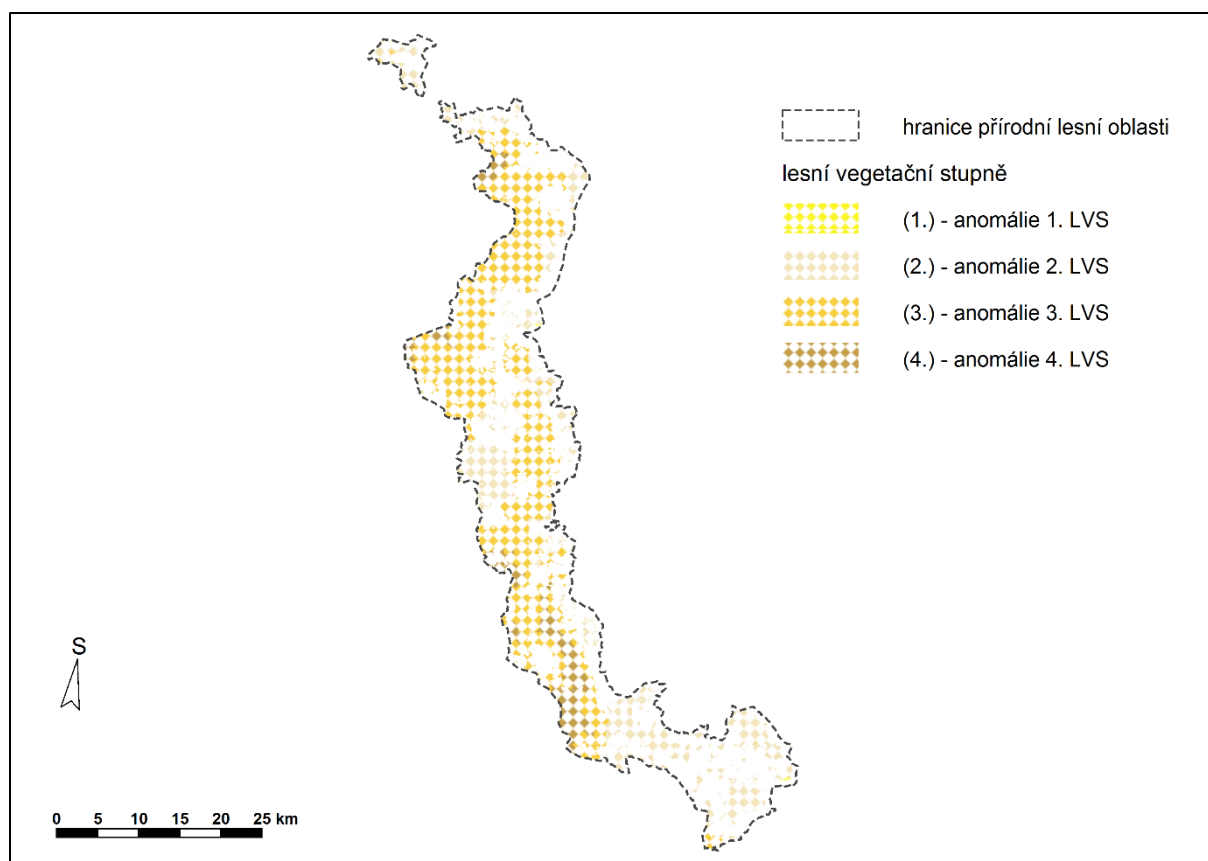 hranice přírodní lesní oblasti
lesní vegetační stupně
(1.) - anomálie 1. LVS
(2.) - anomálie 2. LVS
(3.) - anomálie 3. LVS
(4.) - anomálie 4. LVS
S
0 5 10 15 20 25 km